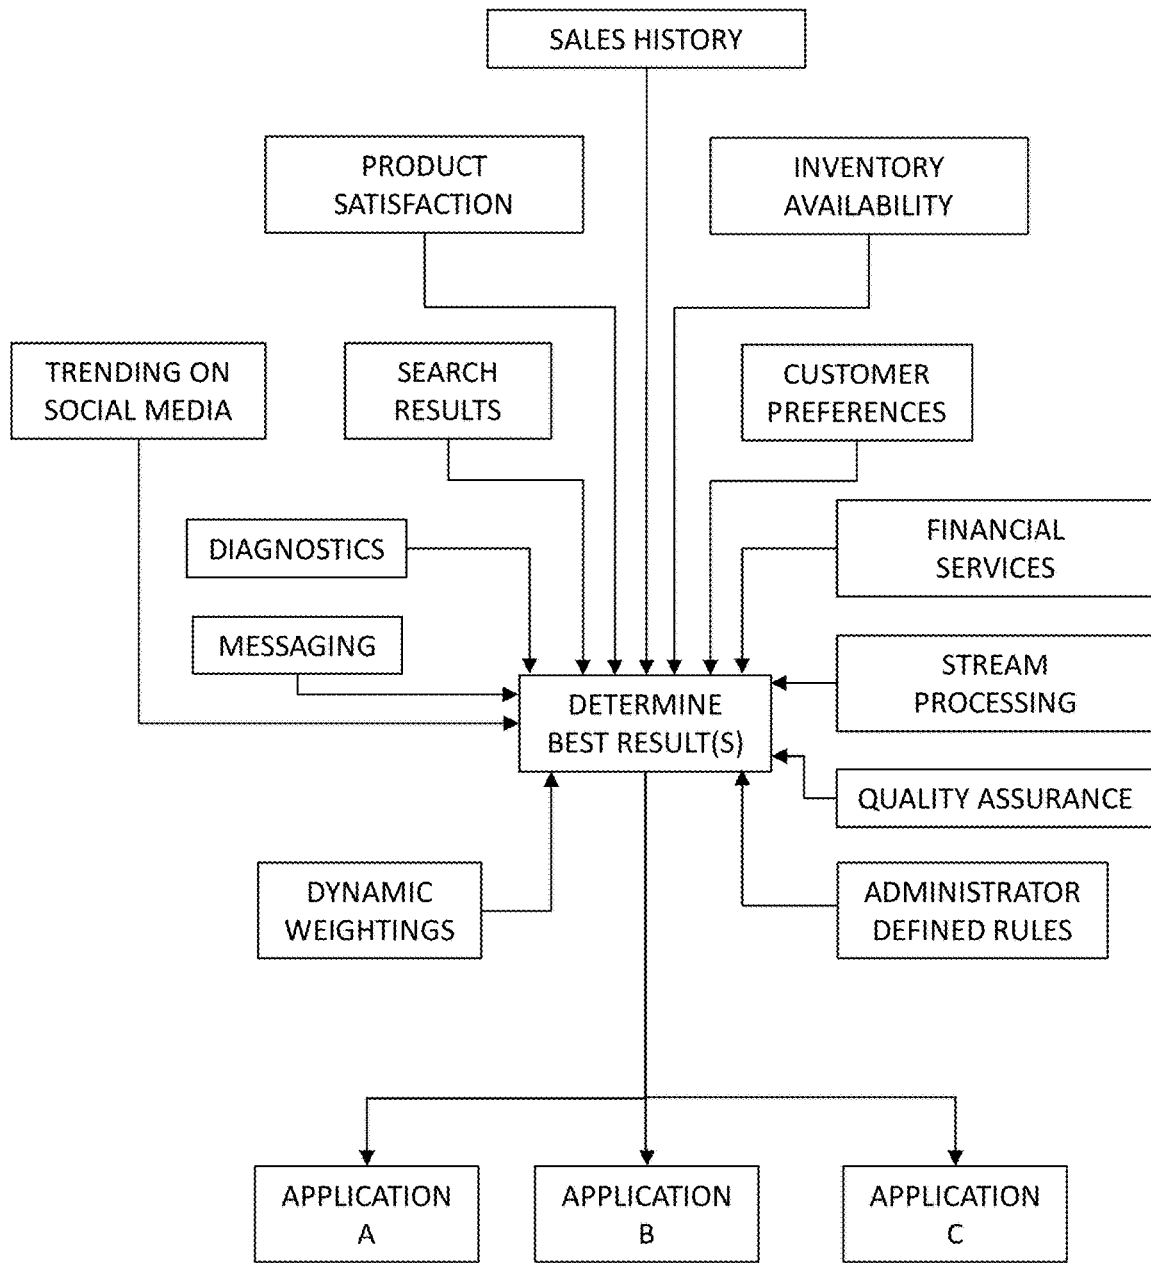 SALES HISTORY
PRODUCT
SATISFACTION
INVENTORY
AVAILABILITY
TRENDING ON
SOCIAL MEDIA
SEARCH
RESULTS
CUSTOMER
PREFERENCES
DIAGNOSTICS
FINANCIAL
SERVICES
MESSAGING
STREAM
PROCESSING
DETERMINE
BEST RESULT(S)
QUALITY ASSURANCE
DYNAMIC
WEIGHTINGS
ADMINISTRATOR
DEFINED RULES
APPLICATION
A
APPLICATION
B
APPLICATION
C